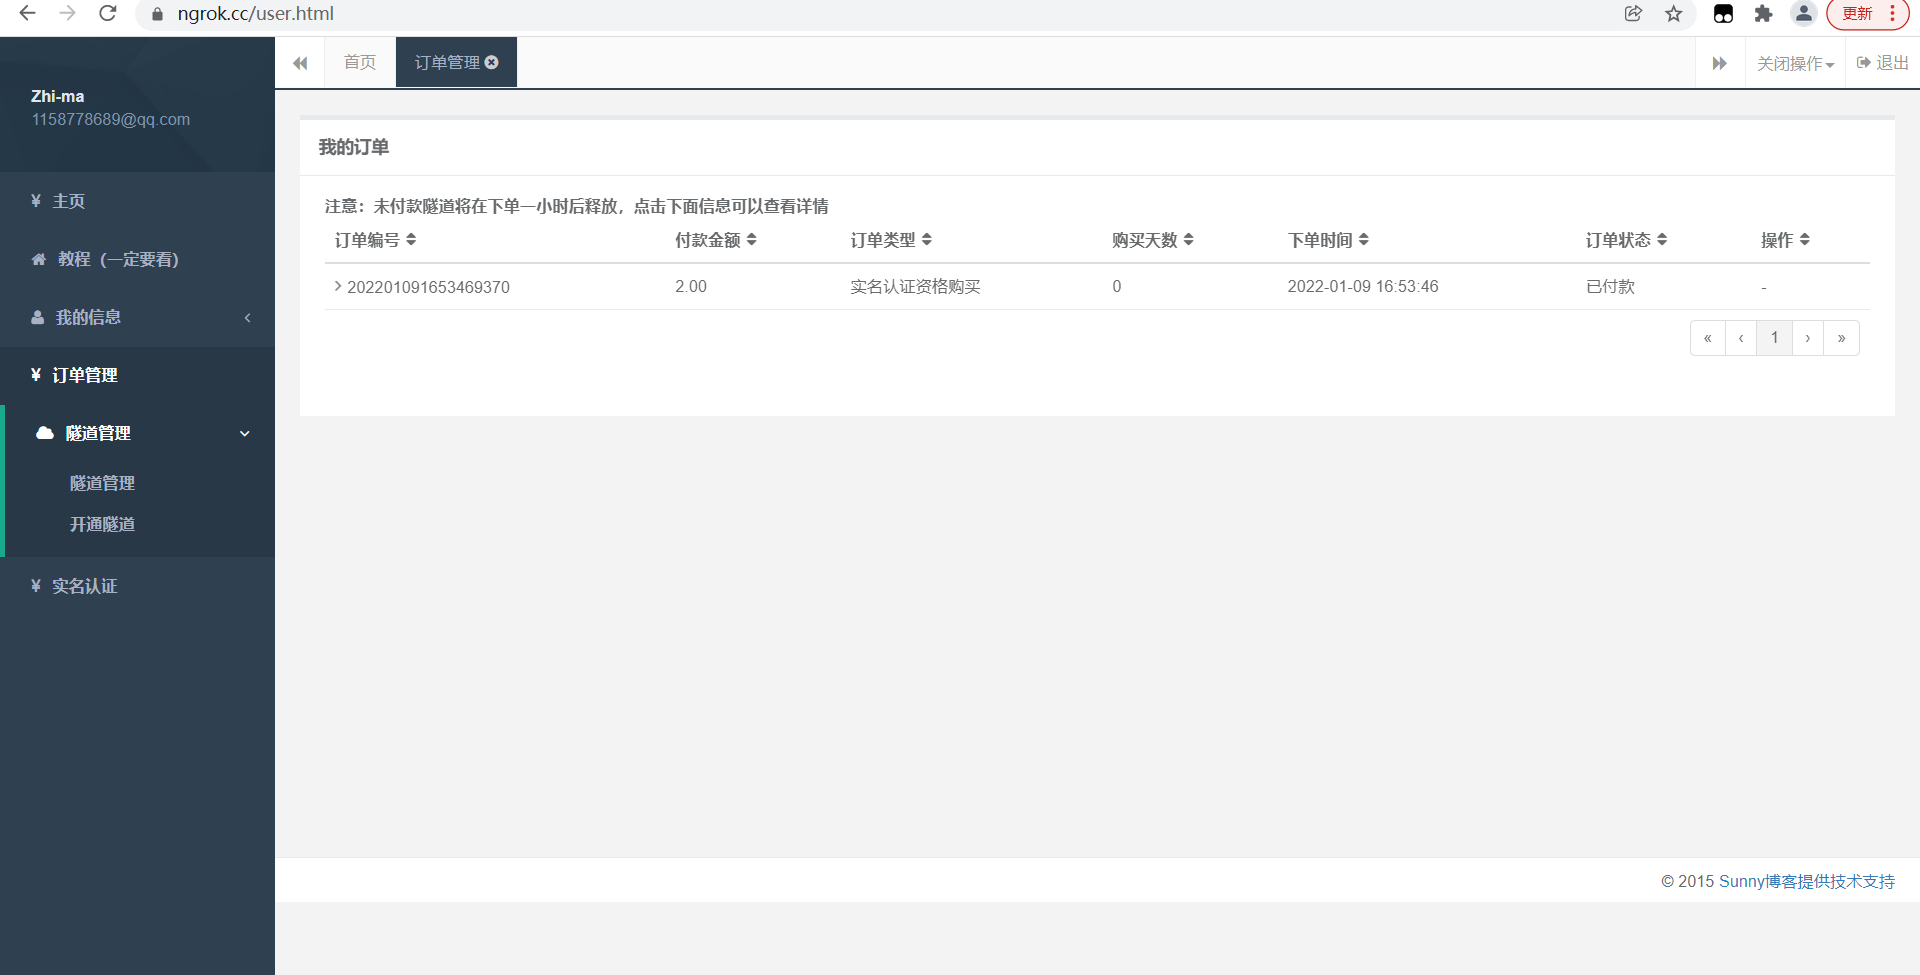 ngrok.cc/user.html
更新
Zhi-ma
1158778689@qq.com
首页
订单管理
关闭操作
退出
¥ 主页
教程（一定要看)
我的信息
¥ 订单管理
隧道管理
隧道管理
开通隧道
¥ 实名认证
我的订单
注意：未付款隧道将在下单一小时后释放，点击下面信息可以查看详情
订单编号 付款金额 订单类型 购买天数 下单时间 订单状态 操作
202201091653469370 2.00 实名认证资格购买 0 2022-01-09 16:53:46 已付款 -
« ‹ 1 › »
© 2015 Sunny博客提供技术支持